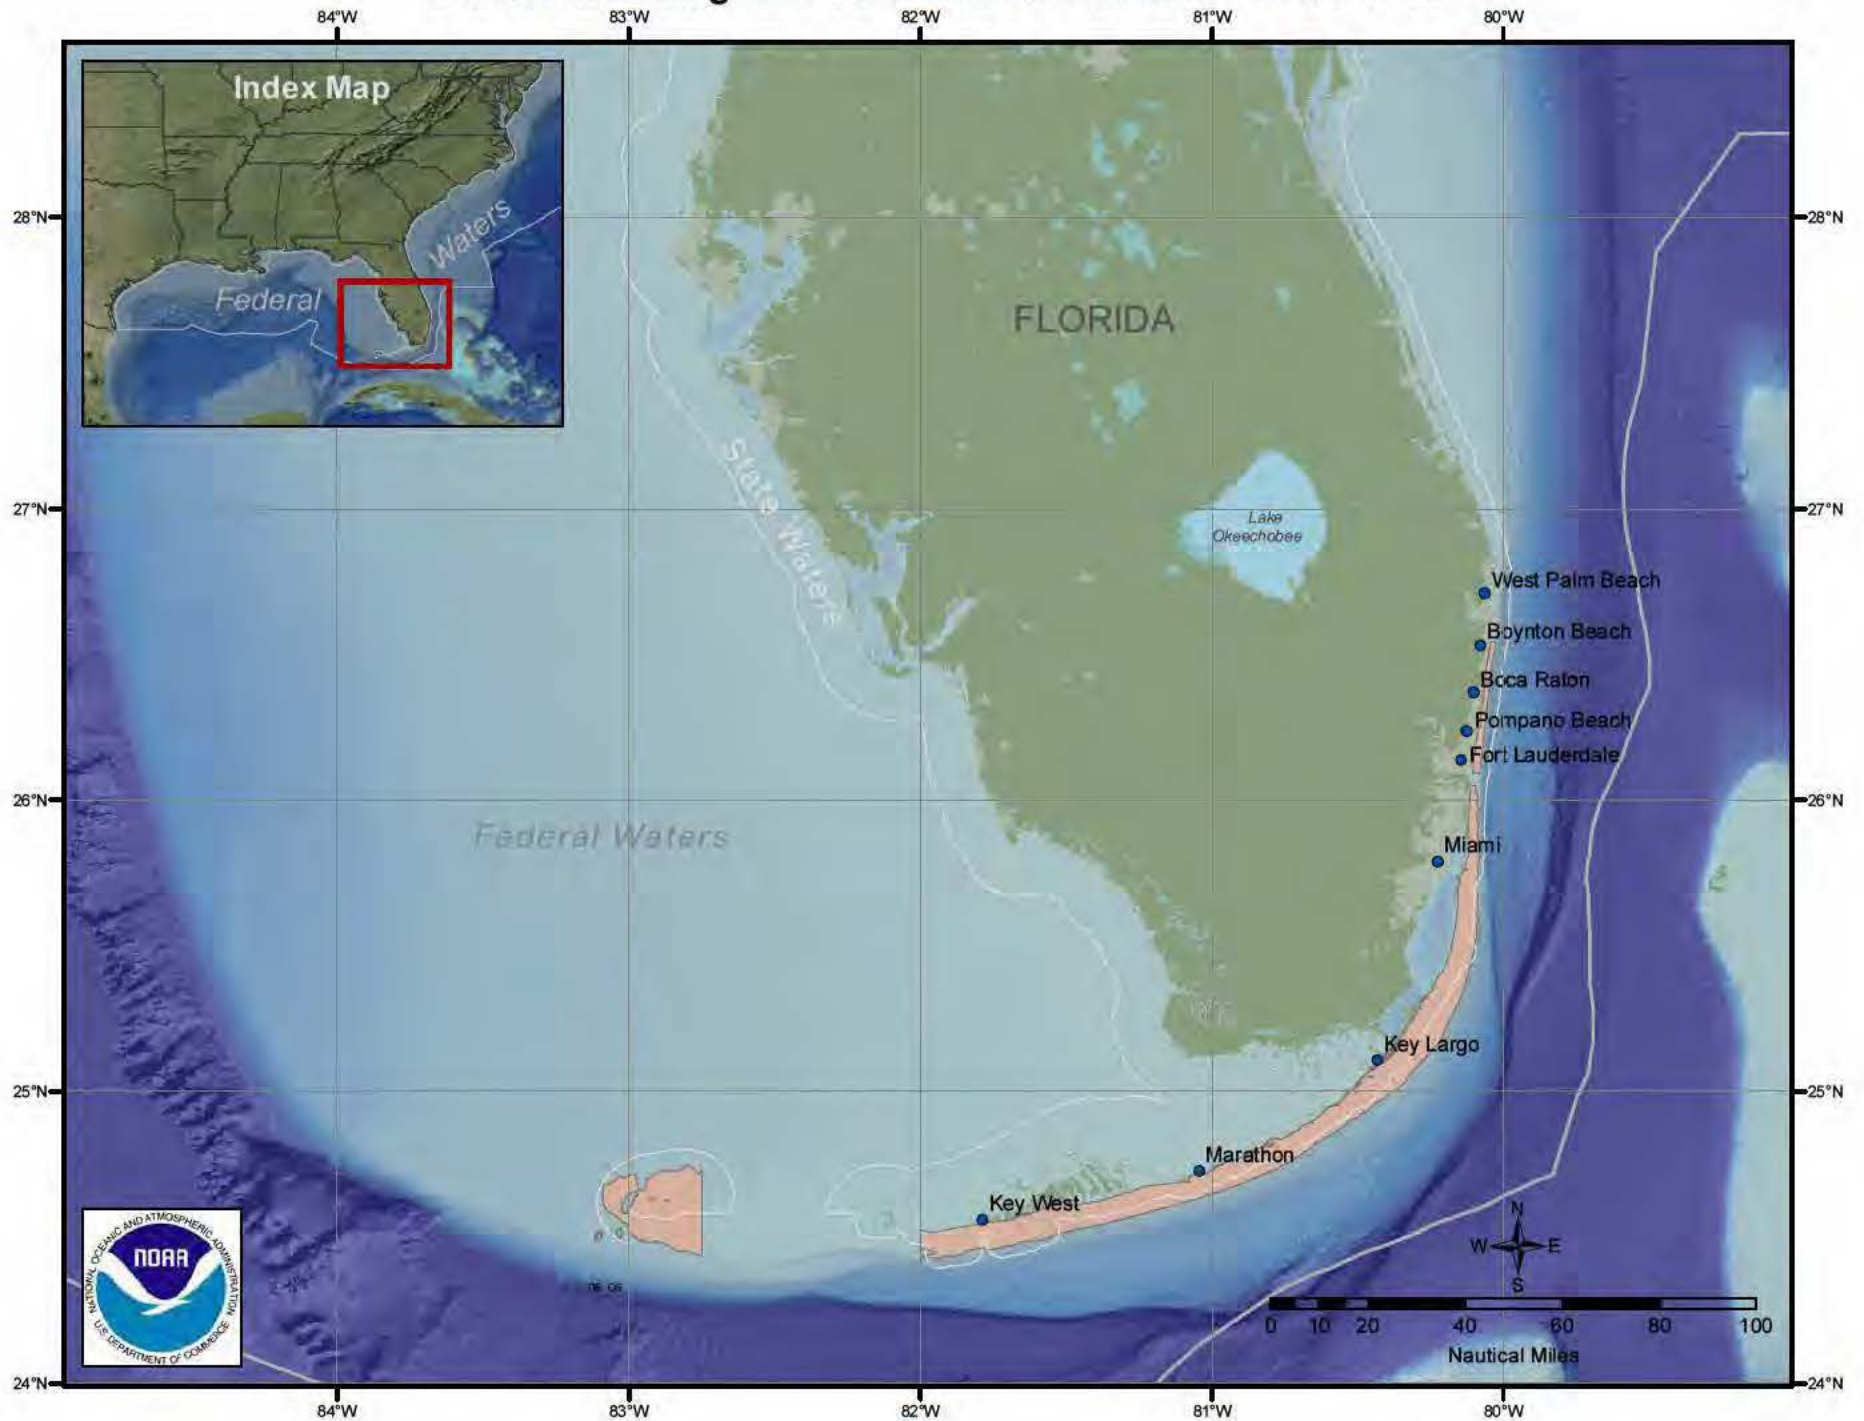 84°W
83°W
82°W
81°W
80°W
Index Map
Federal
Waters
28°N
28°N
FLORIDA
State Waters
27°N
27°N
Lake
Okeechobee
West Palm Beach
Boynton Beach
Boca Raton
Pompano Beach
Fort Lauderdale
26°N
26°N
Federal Waters
Miami
Key Largo
25°N
25°N
Marathon
Key West
N
W
E
S
NATIONAL OCEANIC AND ATMOSPHERIC ADMINISTRATION
NOAA
U.S. DEPARTMENT OF COMMERCE
0 10 20 40 60 80 100
Nautical Miles
24°N
24°N
84°W
83°W
82°W
81°W
80°W